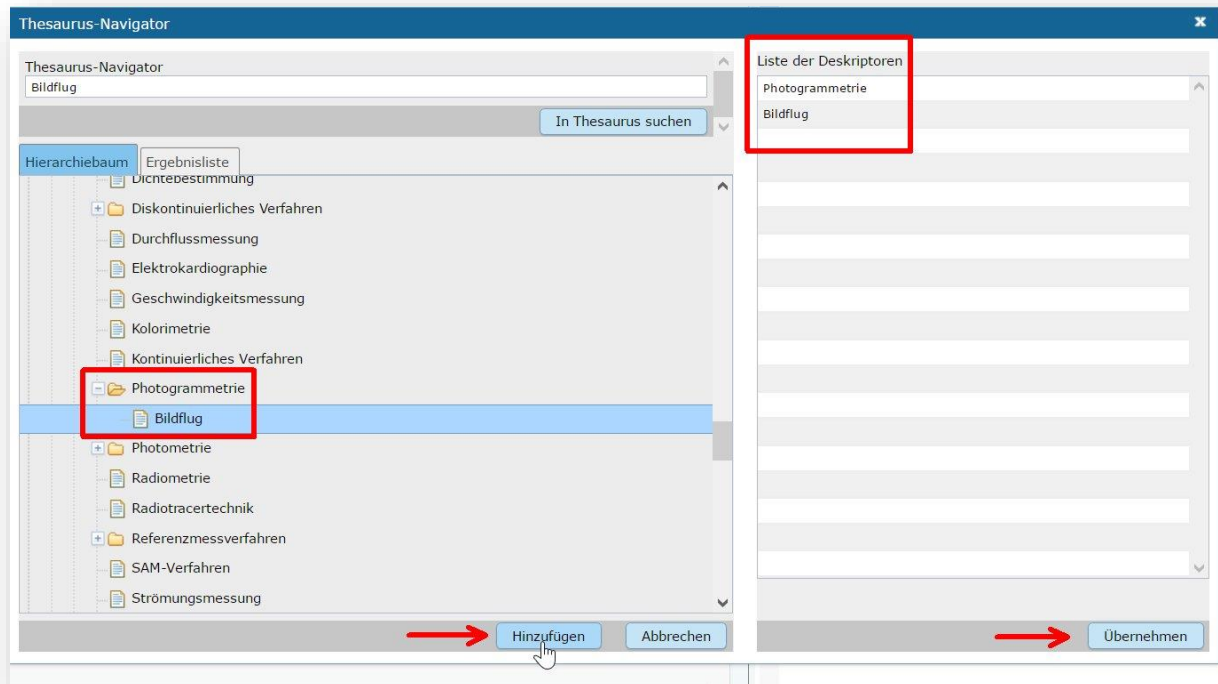 Thesaurus-Navigator
Thesaurus-Navigator
Bildflug
In Thesaurus suchen
Hierarchiebaum
Ergebnisliste
Dichtebestimmung
Diskontinuierliches Verfahren
Durchflussmessung
Elektrokardiographie
Geschwindigkeitsmessung
Kolorimetrie
Kontinuierliches Verfahren
Photogrammetrie
Bildflug
Photometrie
Radiometrie
Radiotracertechnik
Referenzmessverfahren
SAM-Verfahren
Strömungsmessung
Hinzufügen
Abbrechen
Liste der Deskriptoren
Photogrammetrie
Bildflug
Übernehmen